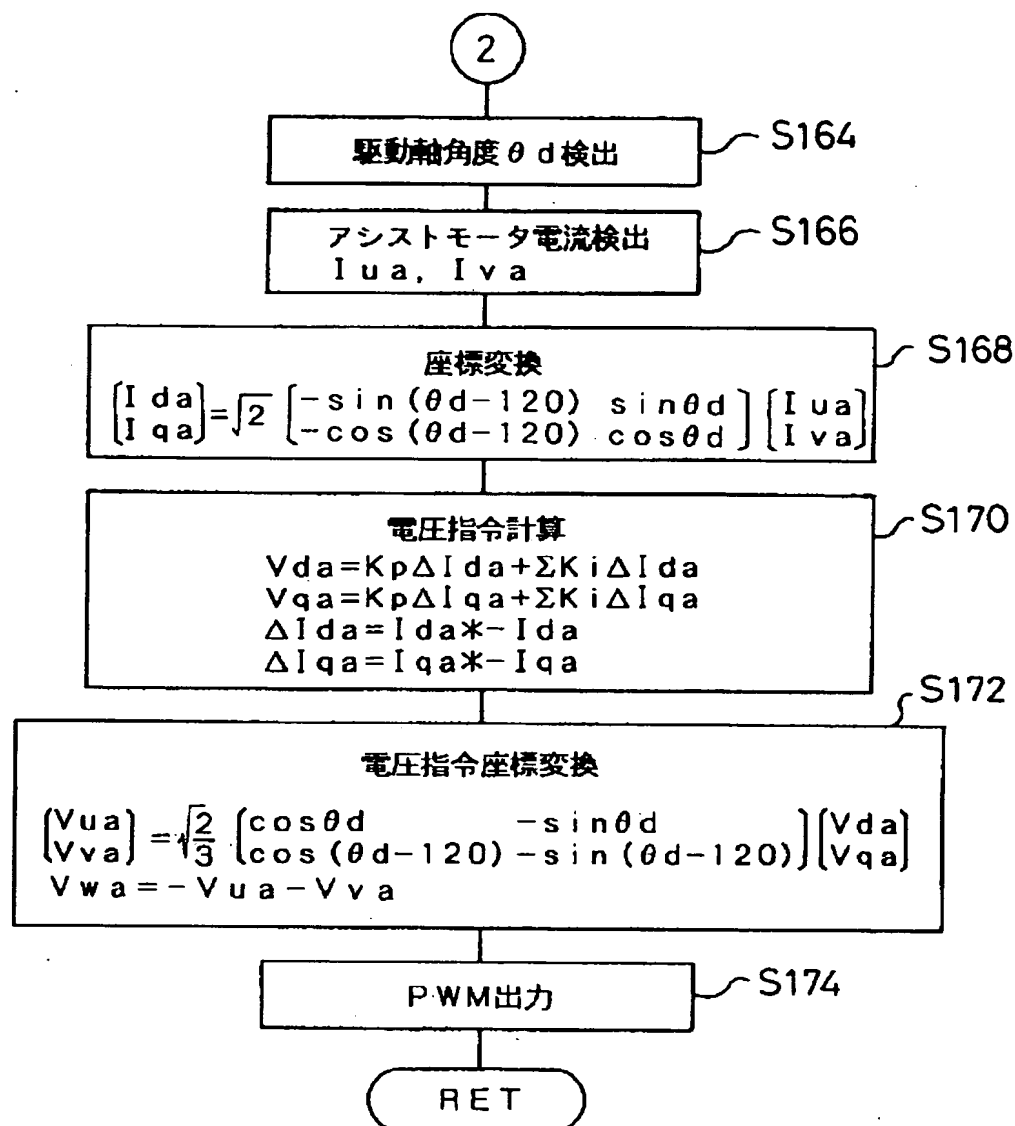 2
駆動軸角度θd検出
S164
アシストモータ電流検出
Iua, Iva
S166
座標変換
S168
[Ida] = √2 [-sin(θd-120) sinθd] [Iua]
[Iqa] [-cos(θd-120) cosθd] [Iva]
電圧指令計算
S170
Vda=KpΔIda+ΣKiΔIda
Vqa=KpΔIqa+ΣKiΔIqa
ΔIda=Ida*-Ida
ΔIqa=Iqa*-Iqa
S172
電圧指令座標変換
[Vua] = √2/3 [cosθd -sinθd] [Vda]
[Vva] [cos(θd-120) -sin(θd-120)] [Vqa]
Vwa=-Vua-Vva
PWM出力
S174
RET